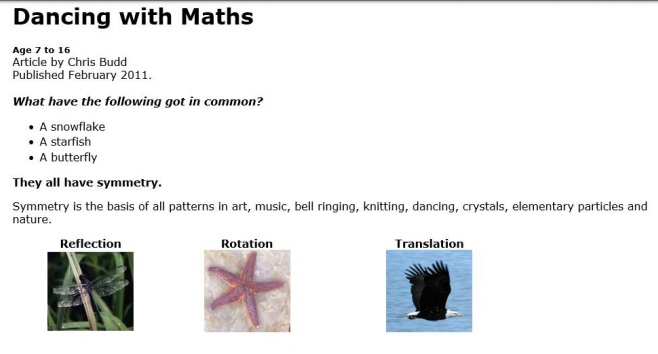 Dancing with Maths
Age 7 to 16
Article by Chris Budd
Published February 2011.
What have the following got in common?
• A snowflake
• A starfish
• A butterfly
They all have symmetry.
Symmetry is the basis of all patterns in art, music, bell ringing, knitting, dancing, crystals, elementary particles and
nature.
Reflection Rotation Translation